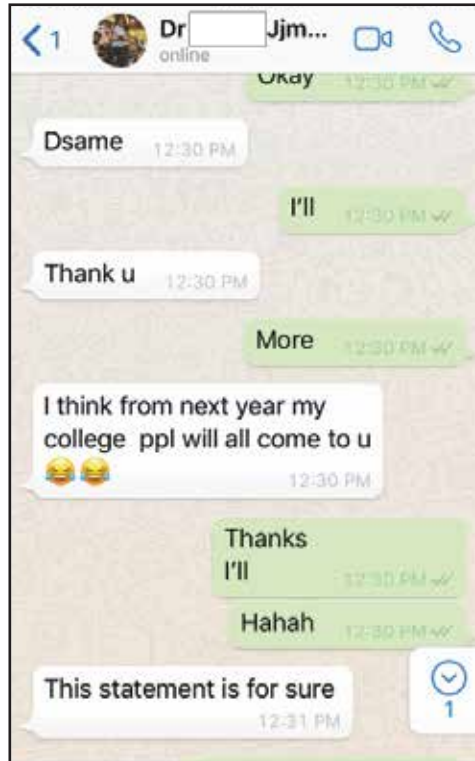 1
Dr Jjm...
online
Okay 12:30 PM
Dsame 12:30 PM
I'll 12:30 PM
Thank u 12:30 PM
More 12:30 PM
I think from next year my
college ppl will all come to u
😂😂 12:30 PM
Thanks
I'll 12:30 PM
Hahah 12:30 PM
This statement is for sure
12:31 PM
1